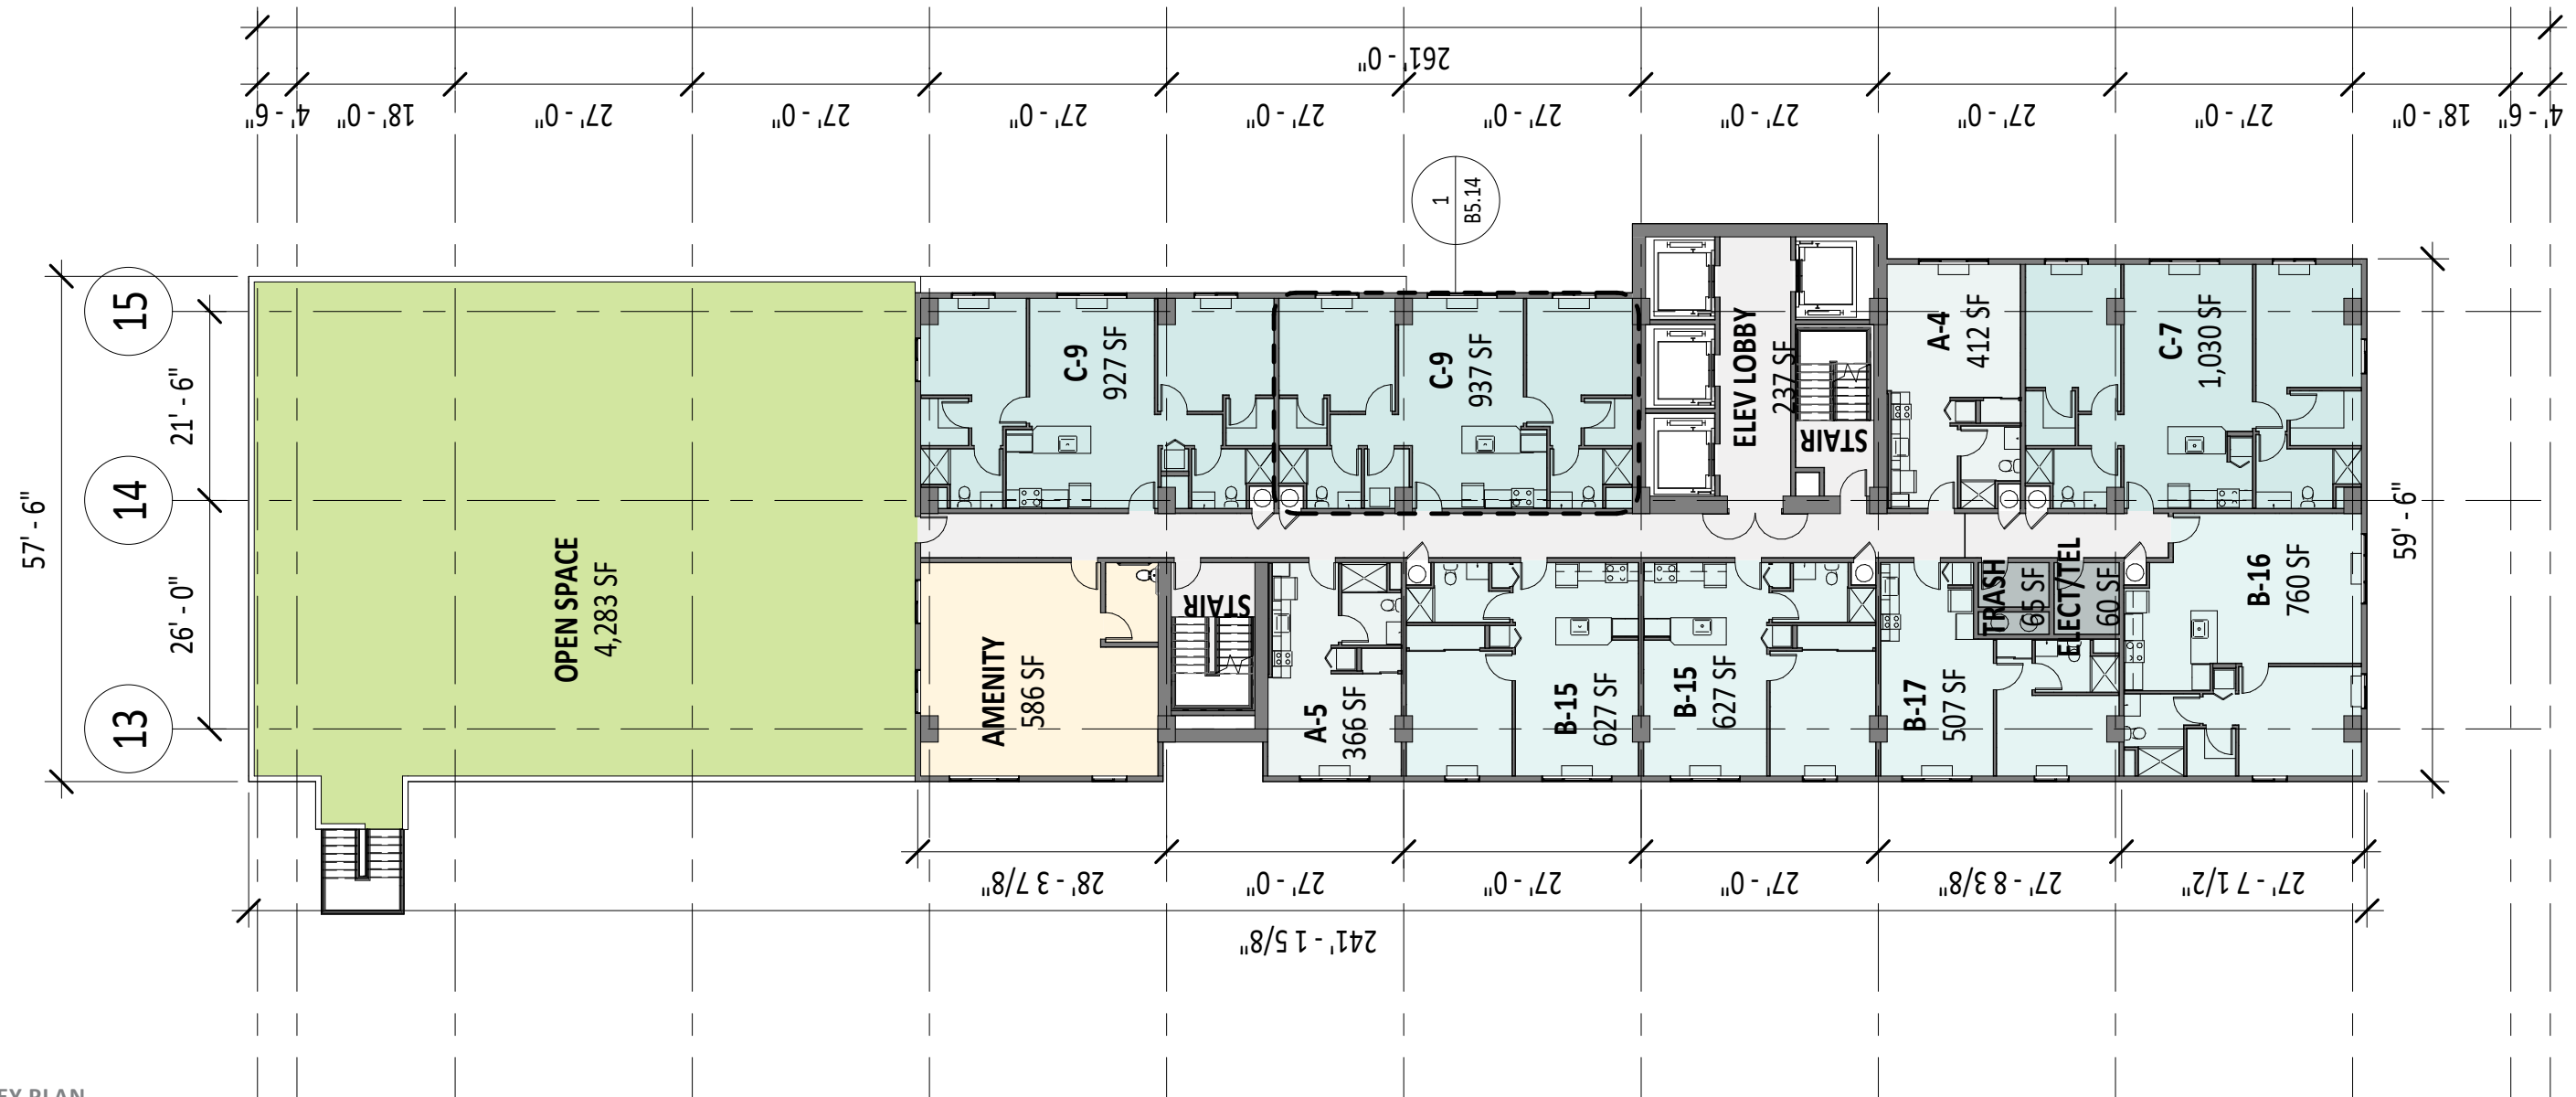 261' - 0"
4' - 6"
18' - 0"
27' - 0"
27' - 0"
27' - 0"
27' - 0"
27' - 0"
27' - 0"
27' - 0"
27' - 0"
18' - 0"
4' - 6"
1
B5.14
15
14
13
57' - 6"
21' - 6"
26' - 0"
OPEN SPACE
4,283 SF
C-9
927 SF
C-9
937 SF
ELEV LOBBY
237 SF
STAIR
A-4
412 SF
C-7
1,030 SF
59' - 6"
AMENITY
586 SF
STAIR
A-5
366 SF
B-15
627 SF
B-15
627 SF
B-17
507 SF
TRASH
65 SF
ELECT/TEL
60 SF
B-16
760 SF
28' - 3 7/8"
27' - 0"
27' - 0"
27' - 0"
27' - 8 3/8"
27' - 7 1/2"
241' - 1 5/8"
EY PLAN